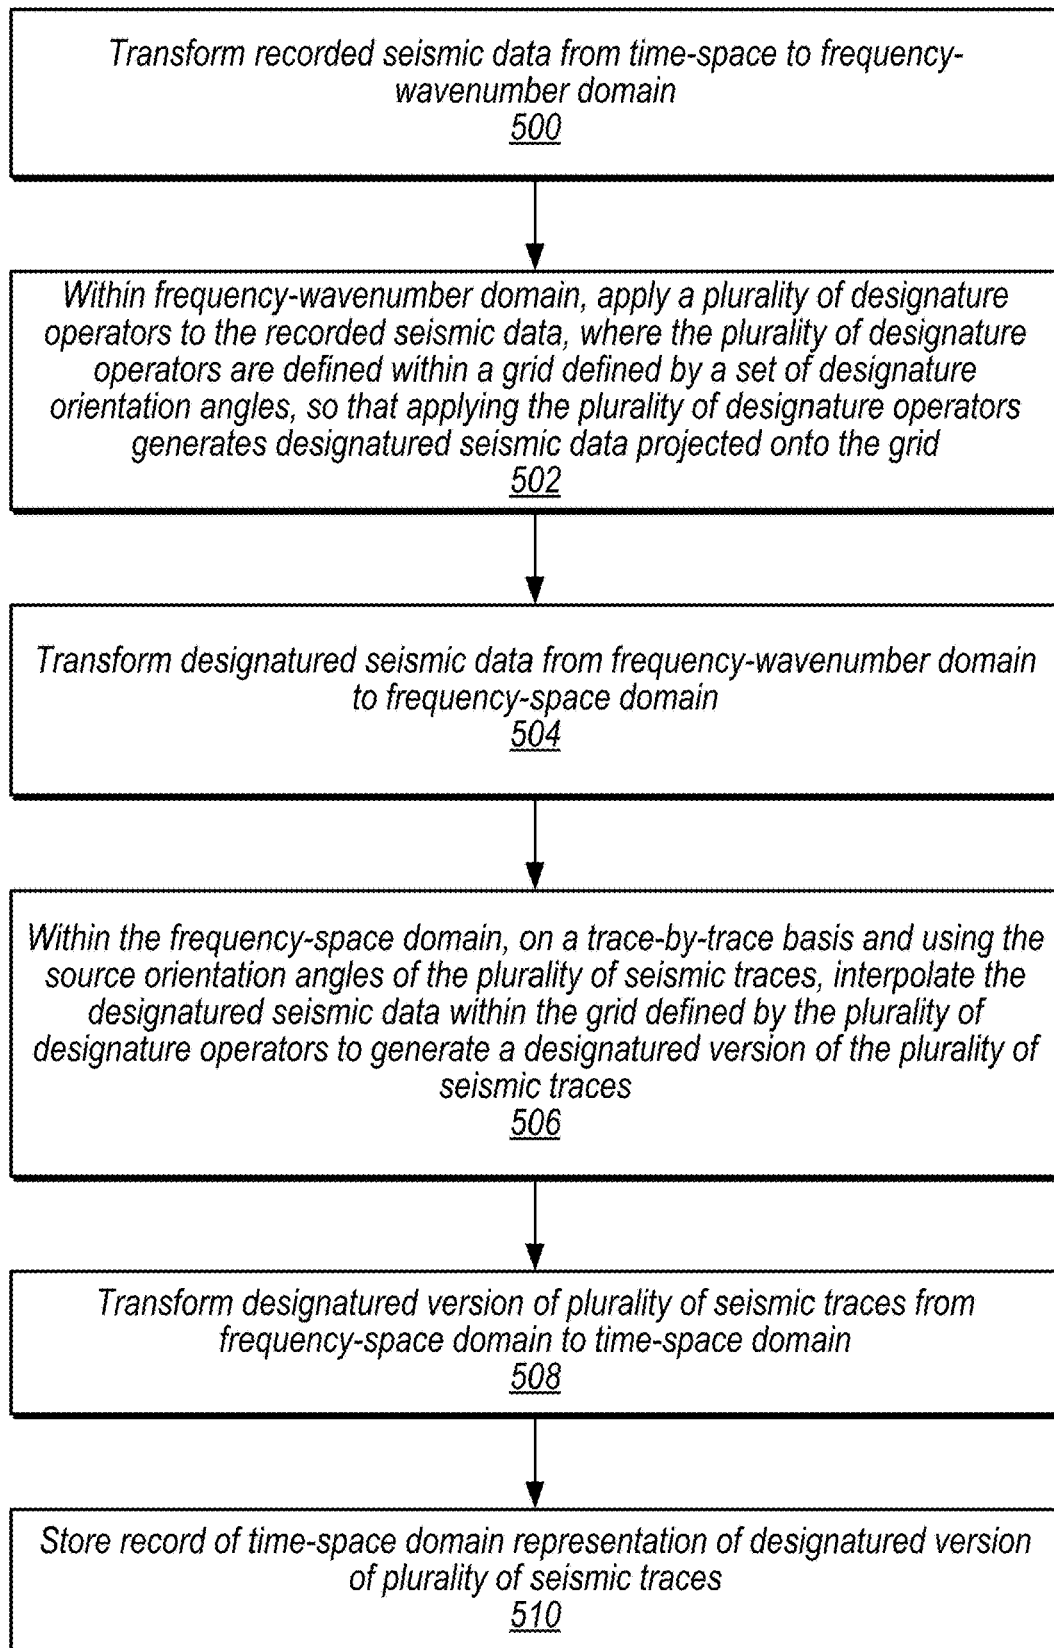 Transform recorded seismic data from time-space to frequency-
wavenumber domain
500
Within frequency-wavenumber domain, apply a plurality of designature
operators to the recorded seismic data, where the plurality of designature
operators are defined within a grid defined by a set of designature
orientation angles, so that applying the plurality of designature operators
generates designatured seismic data projected onto the grid
502
Transform designatured seismic data from frequency-wavenumber domain
to frequency-space domain
504
Within the frequency-space domain, on a trace-by-trace basis and using the
source orientation angles of the plurality of seismic traces, interpolate the
designatured seismic data within the grid defined by the plurality of
designature operators to generate a designatured version of the plurality of
seismic traces
506
Transform designatured version of plurality of seismic traces from
frequency-space domain to time-space domain
508
Store record of time-space domain representation of designatured version
of plurality of seismic traces
510